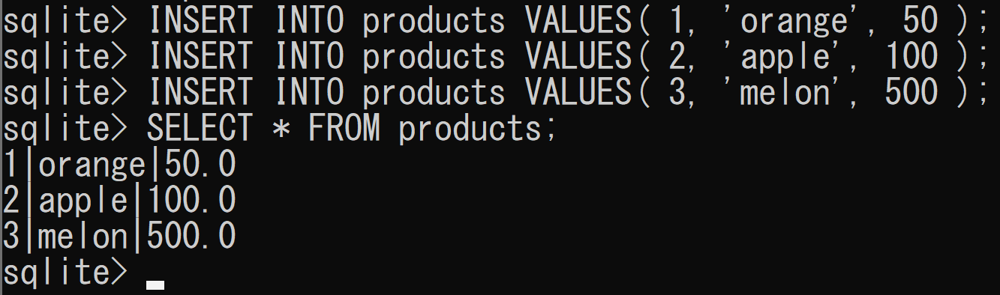 sqlite> INSERT INTO products VALUES( 1, 'orange', 50 );
sqlite> INSERT INTO products VALUES( 2, 'apple', 100 );
sqlite> INSERT INTO products VALUES( 3, 'melon', 500 );
sqlite> SELECT * FROM products;
1|orange|50.0
2|apple|100.0
3|melon|500.0
sqlite>